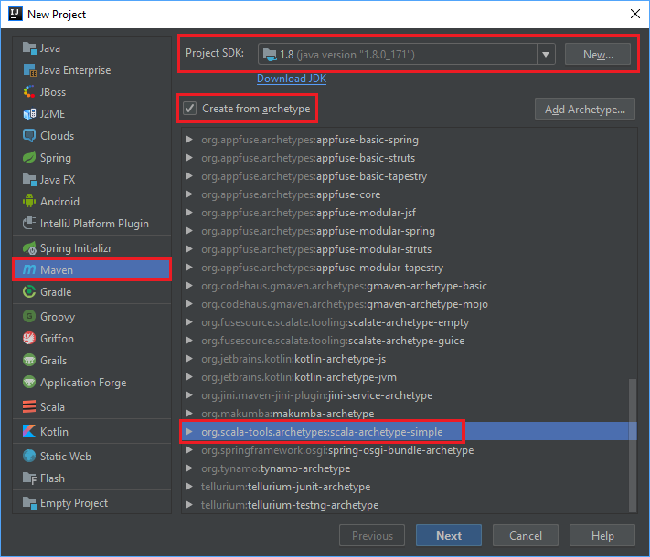 New Project
Java
Java Enterprise
JBoss
J2ME
Clouds
Spring
Java FX
Android
IntelliJ Platform Plugin
Spring Initializr
Maven
Gradle
Groovy
Griffon
Grails
Application Forge
Scala
Kotlin
Static Web
Flash
Empty Project
Project SDK: 1.8 (java version "1.8.0_171") New...
Download JDK
Create from archetype Add Archetype...
org.appfuse.archetypes:appfuse-basic-spring
org.appfuse.archetypes:appfuse-basic-struts
org.appfuse.archetypes:appfuse-basic-tapestry
org.appfuse.archetypes:appfuse-core
org.appfuse.archetypes:appfuse-modular-jsf
org.appfuse.archetypes:appfuse-modular-spring
org.appfuse.archetypes:appfuse-modular-struts
org.appfuse.archetypes:appfuse-modular-tapestry
org.codehaus.gmaven.archetypes:gmaven-archetype-basic
org.codehaus.gmaven.archetypes:gmaven-archetype-mojo
org.fusesource.scalate.tooling:scalate-archetype-empty
org.fusesource.scalate.tooling:scalate-archetype-guice
org.jetbrains.kotlin:kotlin-archetype-js
org.jetbrains.kotlin:kotlin-archetype-jvm
org.jini.maven-jini-plugin:jini-service-archetype
org.makumba:makumba-archetype
org.scala-tools.archetypes:scala-archetype-simple
org.springframework.osgi:spring-osgi-bundle-archetype
org.tynamo:tynamo-archetype
tellurium:tellurium-junit-archetype
tellurium:tellurium-testng-archetype
Previous Next Cancel Help